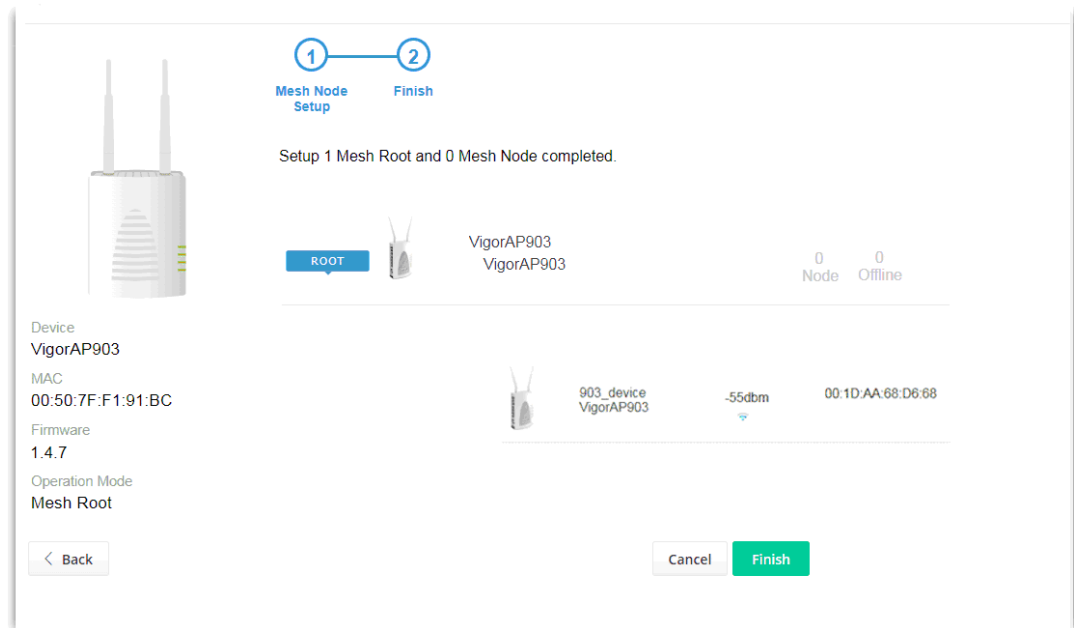 1
2
Mesh Node
Setup
Finish
Setup 1 Mesh Root and 0 Mesh Node completed.
ROOT
VigorAP903
VigorAP903
0
Node
0
Offline
Device
VigorAP903
MAC
00:50:7F:F1:91:BC
Firmware
1.4.7
Operation Mode
Mesh Root
903_device
VigorAP903
-55dbm
00:1D:AA:68:D6:68
Back
Cancel
Finish